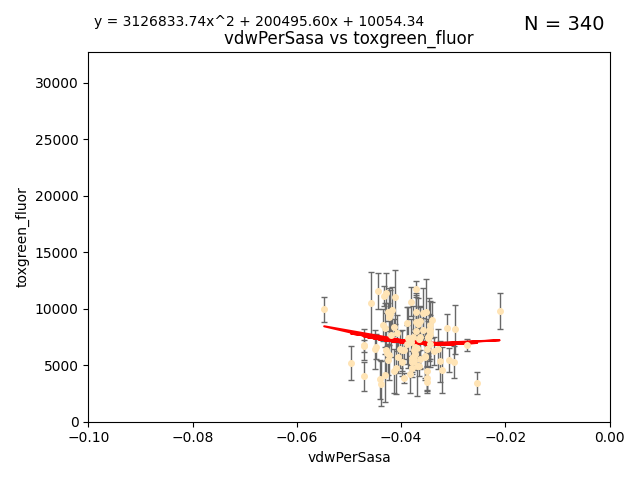 y = 3126833.74x^2 + 200495.60x + 10054.34
N = 340
vdwPerSasa vs toxgreen_fluor
30000
25000
20000
15000
10000
5000
0
toxgreen_fluor
−0.10
−0.08
−0.06
−0.04
−0.02
0.00
vdwPerSasa